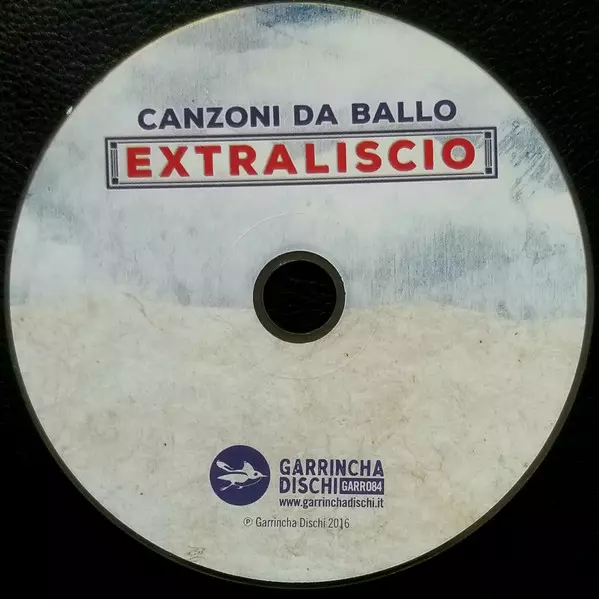 CANZONI DA BALLO
EXTRALISCIO
GARRINCHA
DISCHI GARR084
www.garrinchadischi.it
℗ Garrincha Dischi 2016